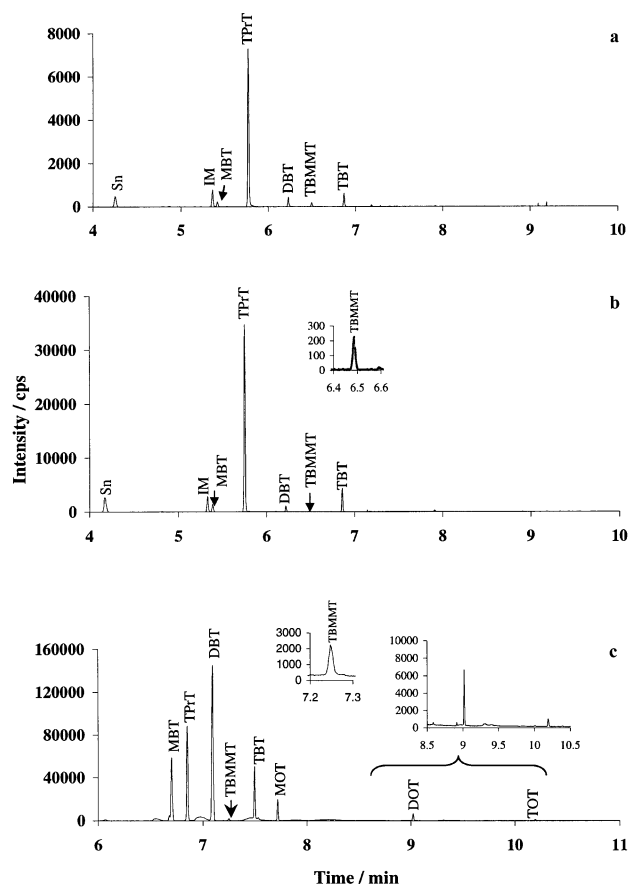 a
8000
6000
4000
2000
0
Sn
IM
MBT
TPrT
DBT
TBMMT
TBT
4 5 6 7 8 9 10
b
Intensity / cps
40000
30000
20000
10000
0
Sn
IM
MBT
TPrT
DBT
TBMMT
TBT
300
200
100
0
TBMMT
6.4 6.5 6.6
4 5 6 7 8 9 10
c
160000
120000
80000
40000
0
MBT
TPrT
DBT
TBMMT
TBT
MOT
DOT
TOT
3000
2000
1000
0
TBMMT
7.2 7.3
10000
8000
6000
4000
2000
0
8.5 9 9.5 10 10.5
6 7 8 9 10 11
Time / min